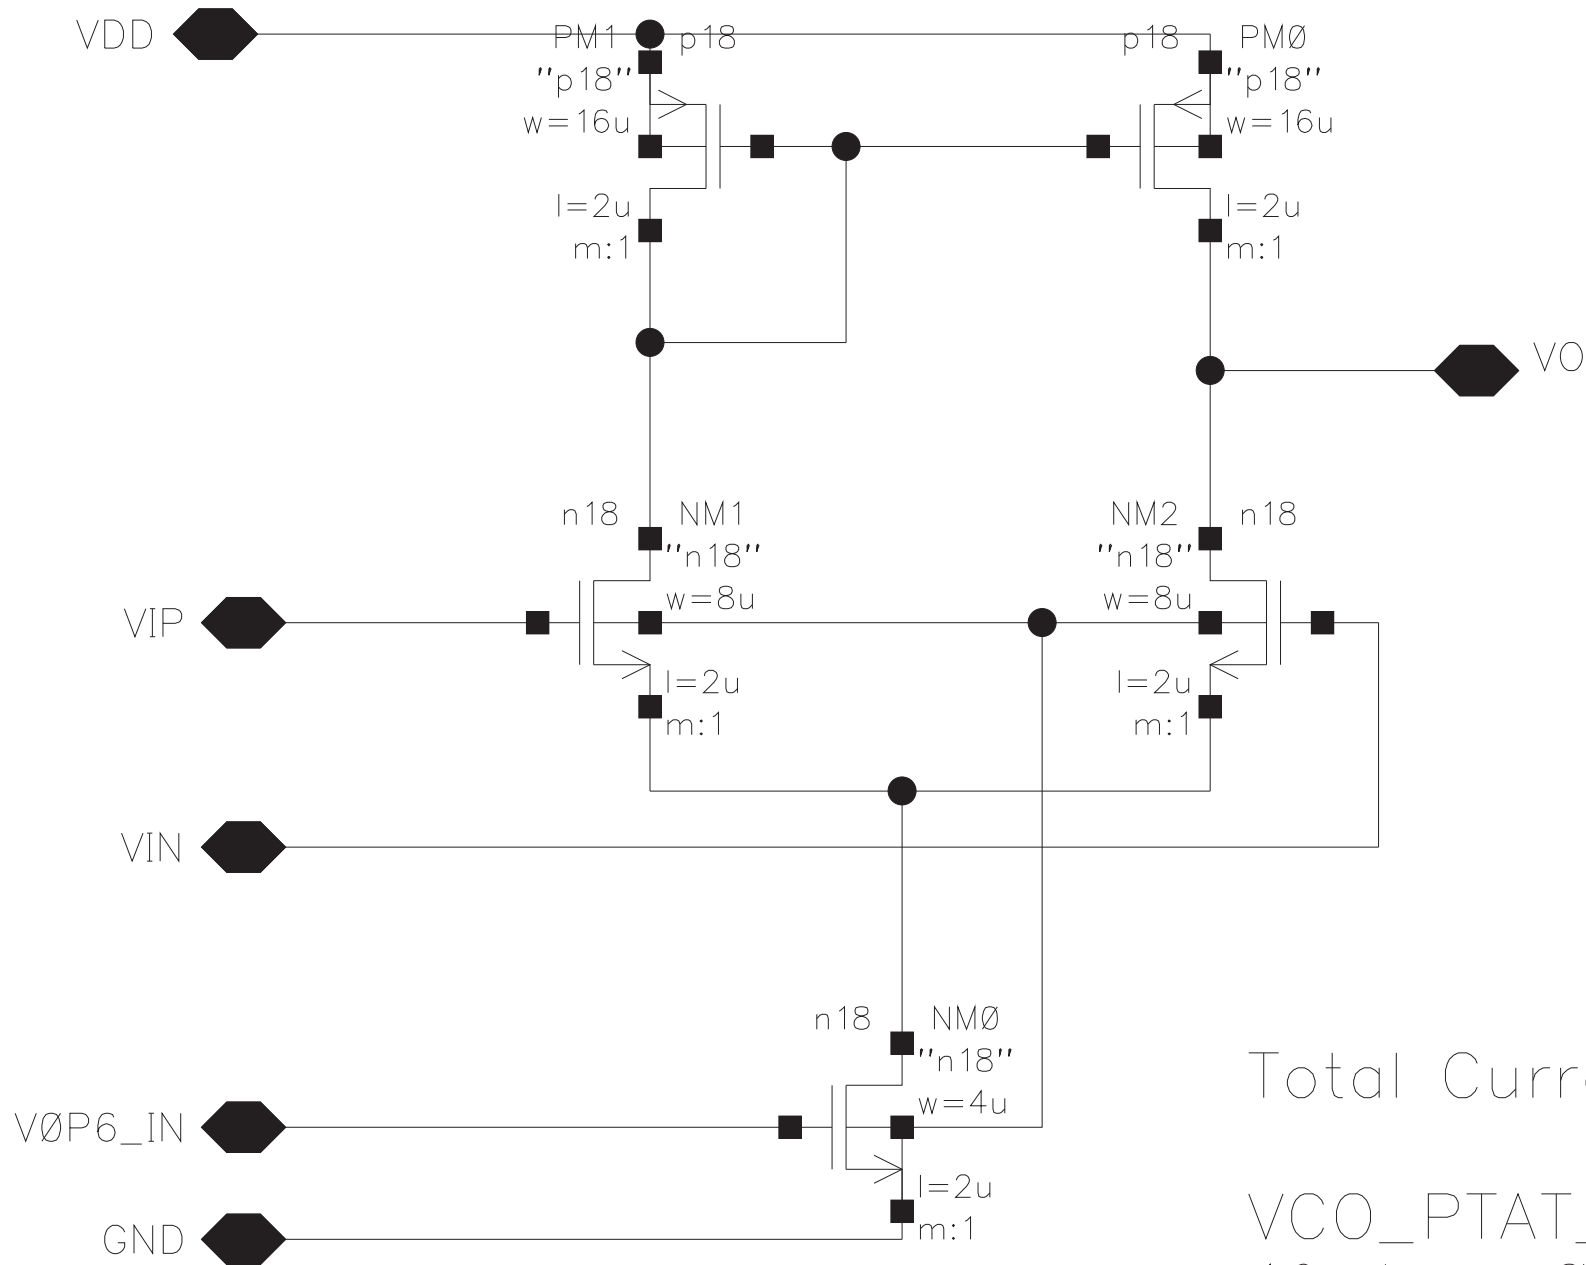 VDD
PM1 p18
"p18"
w=16u
l=2u
m:1
p18 PMØ
"p18"
w=16u
l=2u
m:1
VO
n18 NM1
"n18"
w=8u
l=2u
m:1
NM2 n18
"n18"
w=8u
l=2u
m:1
VIP
VIN
n18 NMØ
"n18"
w=4u
l=2u
m:1
VØP6_IN
GND
Total
VCO_PTAT_